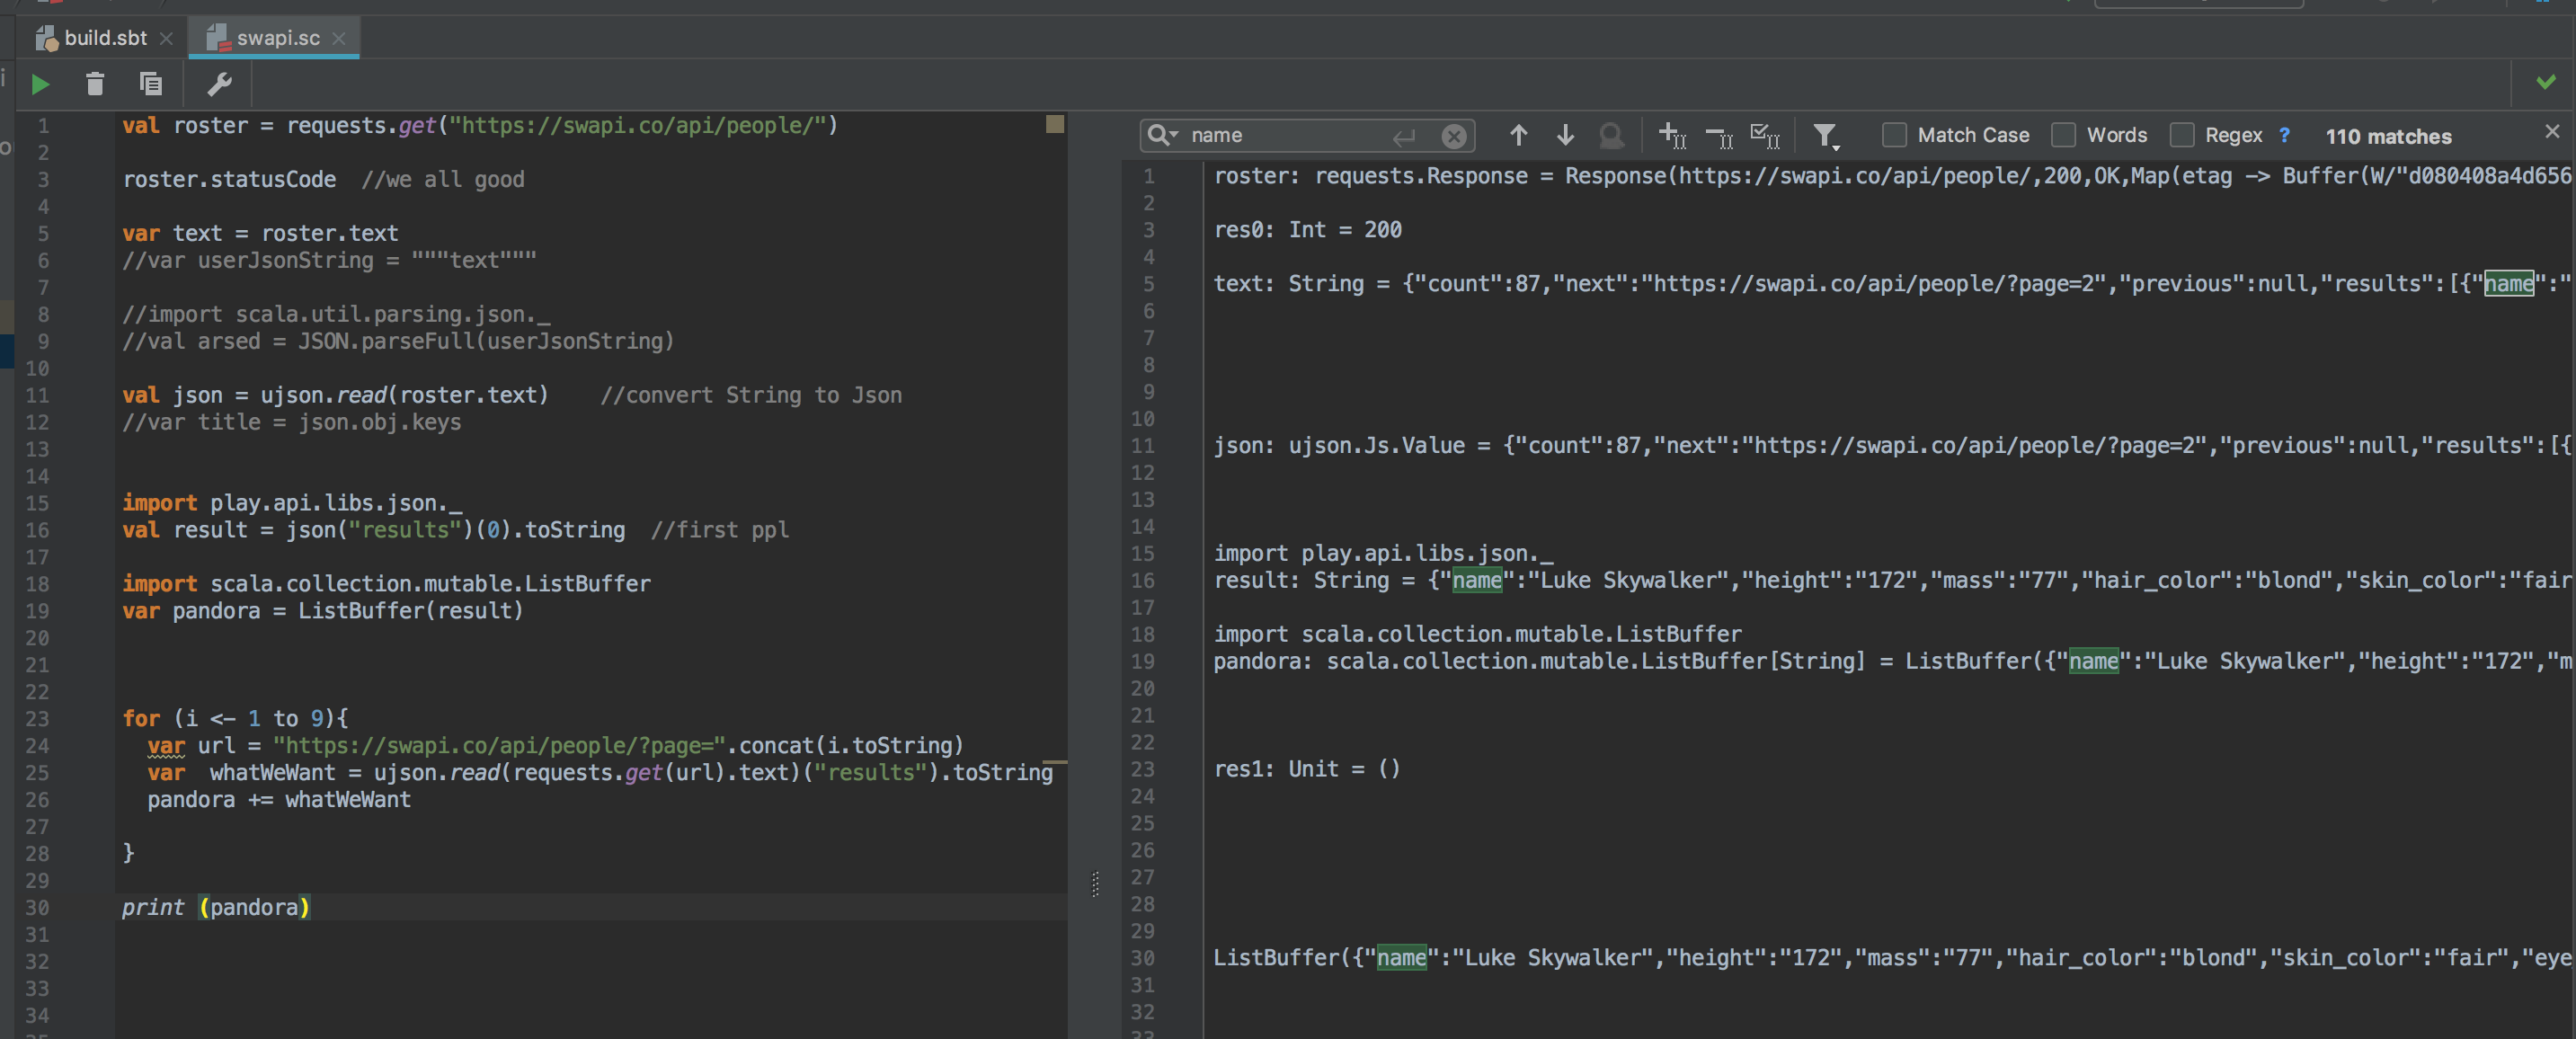 build.sbt
swapi.sc
1 val roster = requests.get("https://swapi.co/api/people/")
2
3 roster.statusCode  //we all good
4
5 var text = roster.text
6 //var userJsonString = """text"""
7
8 //import scala.util.parsing.json._
9 //val arsed = JSON.parseFull(userJsonString)
10
11 val json = ujson.read(roster.text)    //convert String to Json
12 //var title = json.obj.keys
13
14
15 import play.api.libs.json._
16 val result = json("results")(0).toString  //first ppl
17
18 import scala.collection.mutable.ListBuffer
19 var pandora = ListBuffer(result)
20
21
22
23 for (i <- 1 to 9){
24   var url = "https://swapi.co/api/people/?page=".concat(i.toString)
25   var  whatWeWant = ujson.read(requests.get(url).text)("results").toString
26   pandora += whatWeWant
27
28 }
29
30 print (pandora)
31
32
33
34
name
Match Case
Words
Regex
?
110 matches
1 roster: requests.Response = Response(https://swapi.co/api/people/,200,OK,Map(etag -> Buffer(W/"d080408a4d656
2
3 res0: Int = 200
4
5 text: String = {"count":87,"next":"https://swapi.co/api/people/?page=2","previous":null,"results":[{"name":"
6
7
8
9
10
11 json: ujson.Js.Value = {"count":87,"next":"https://swapi.co/api/people/?page=2","previous":null,"results":[{
12
13
14
15 import play.api.libs.json._
16 result: String = {"name":"Luke Skywalker","height":"172","mass":"77","hair_color":"blond","skin_color":"fair
17
18 import scala.collection.mutable.ListBuffer
19 pandora: scala.collection.mutable.ListBuffer[String] = ListBuffer({"name":"Luke Skywalker","height":"172","m
20
21
22
23 res1: Unit = ()
24
25
26
27
28
29
30 ListBuffer({"name":"Luke Skywalker","height":"172","mass":"77","hair_color":"blond","skin_color":"fair","eye
31
32